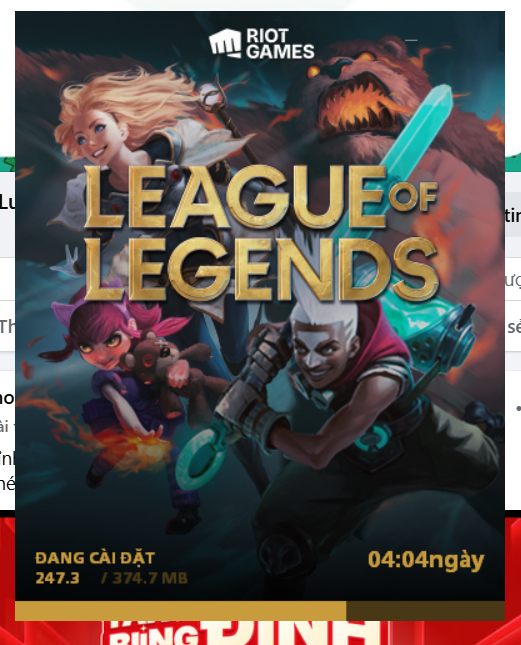 RIOT
GAMES
LEAGUE OF
LEGENDS
ĐANG CÀI ĐẶT
04:04ngày
247.3 / 374.7 MB